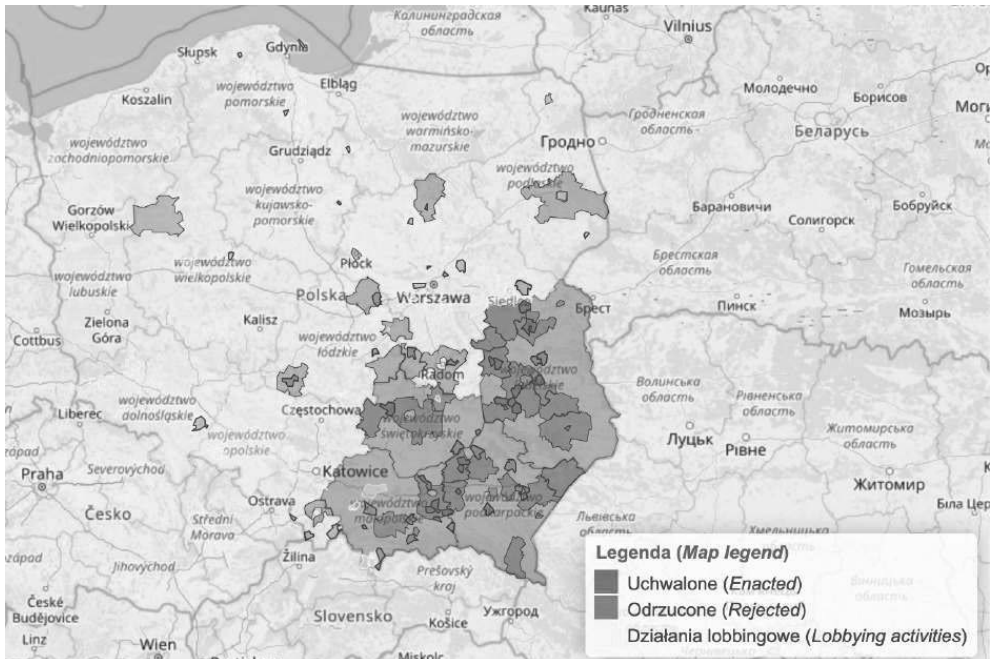 Калининградская
область
Kaunas
Vilnius
Słupsk
Gdynia
Elbląg
Koszalin
województwo
pomorskie
Молодечно
Борисов
województwo
zachodniopomorskie
województwo
warmińsko-
mazurskie
Гродненская
область
Беларусь
Гродно
Grudziądz
województwo
podlaskie
województwo
kujawsko-
pomorskie
Барановичи
Солигорск
Бобруйск
Gorzów
Wielkopolski
Брестская
область
Гомельская
область
województwo
lubuskie
województwo
wielkopolskie
Płock
Polska
Warszawa
Брест
Пинск
Мозырь
Zielona
Góra
Kalisz
Cottbus
województwo
łódzkie
Radom
Волинська
область
Рівненська
область
Liberec
województwo
dolnośląskie
Częstochowa
województwo
świętokrzyskie
województwo
opolskie
Луцьк
Рівне
Житомирська
область
Katowice
Praha
Severovýchod
Житомир
Ostrava
województwo
małopolskie
województwo
podkarpackie
Česko
Střední
Morava
Львівська
область
Jihovýchod
Žilina
Prešovský
kraj
České
Budějovice
Slovensko
Košice
Ужгород
Linz
Wien
Miskolc
Legenda (Map legend)
Uchwalone (Enacted)
Odrzucone (Rejected)
Działania lobbingowe (Lobbying activities)